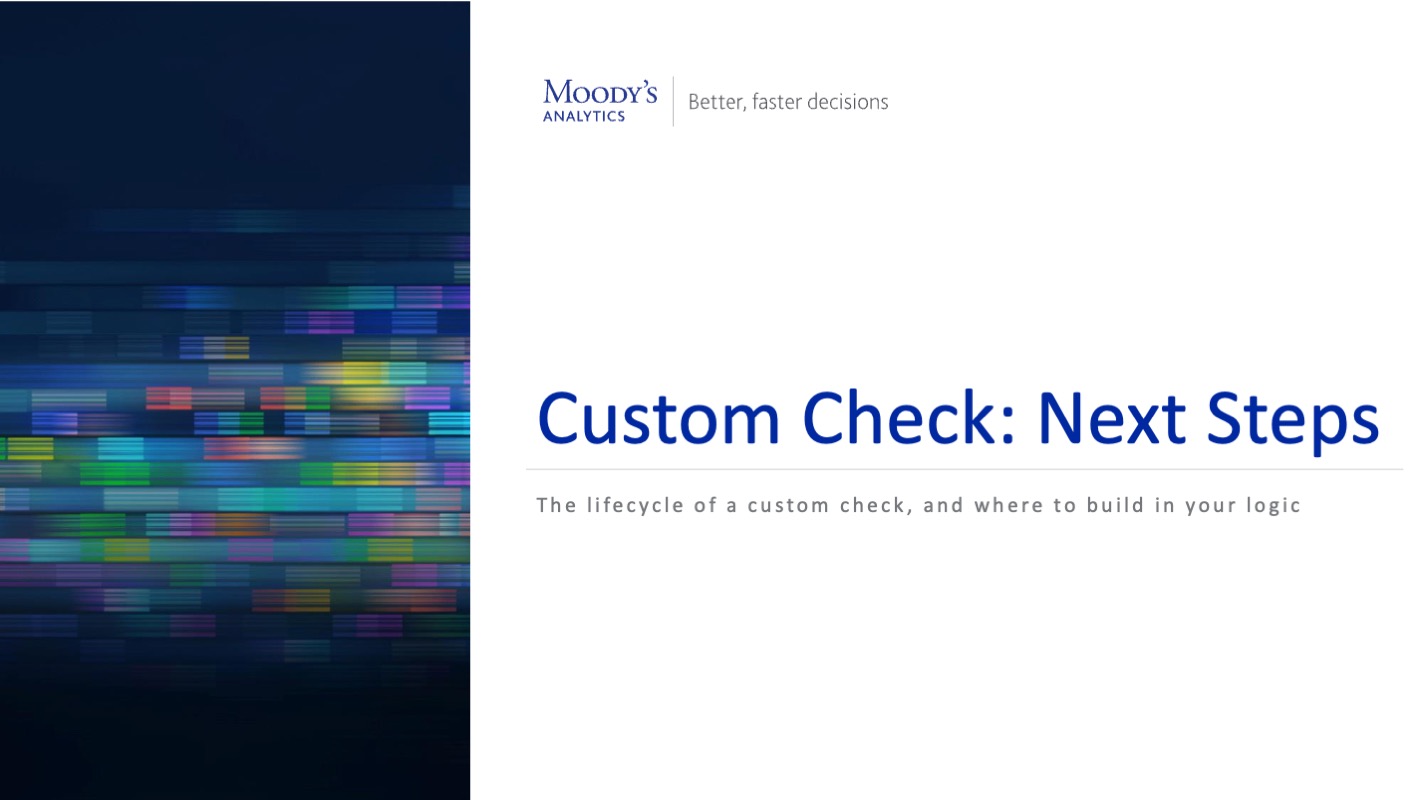 MOODY'S
ANALYTICS
Better, faster decisions
Custom Check: Next Steps
The lifecycle of a custom check, and where to build in your logic